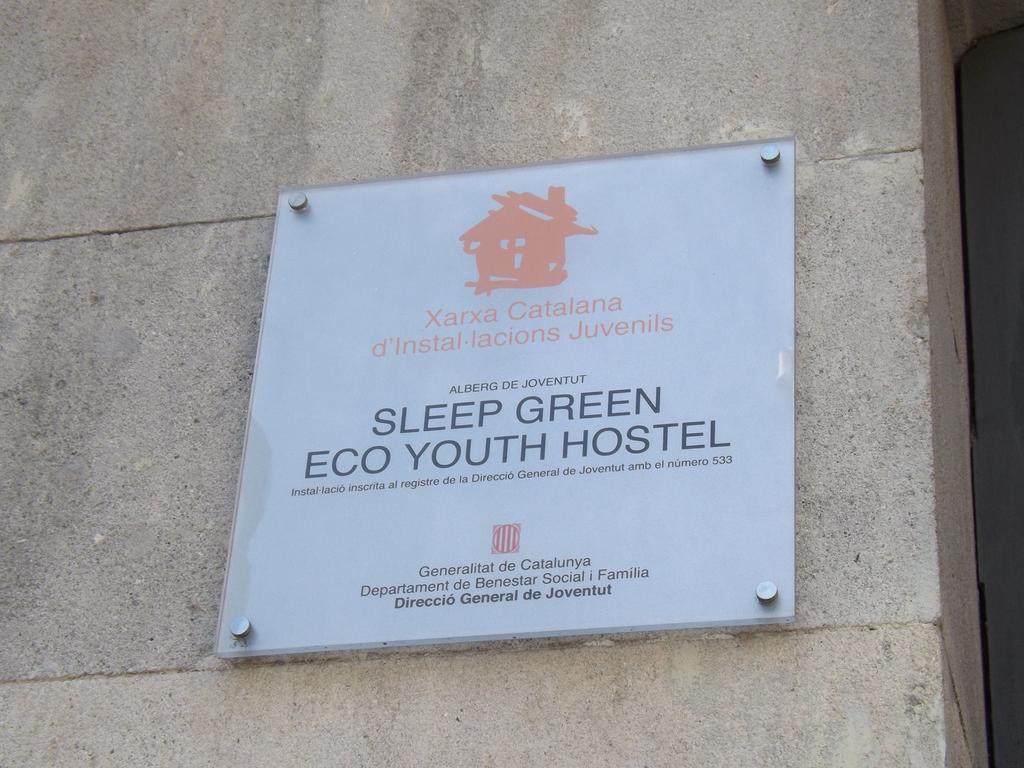 Xarxa Catalana
d'Instal·lacions Juvenils
ALBERG DE JOVENTUT
SLEEP GREEN
ECO YOUTH HOSTEL
Instal·lació inscrita al registre de la Direcció General de Joventut amb el número 533
Generalitat de Catalunya
Departament de Benestar Social i Família
Direcció General de Joventut